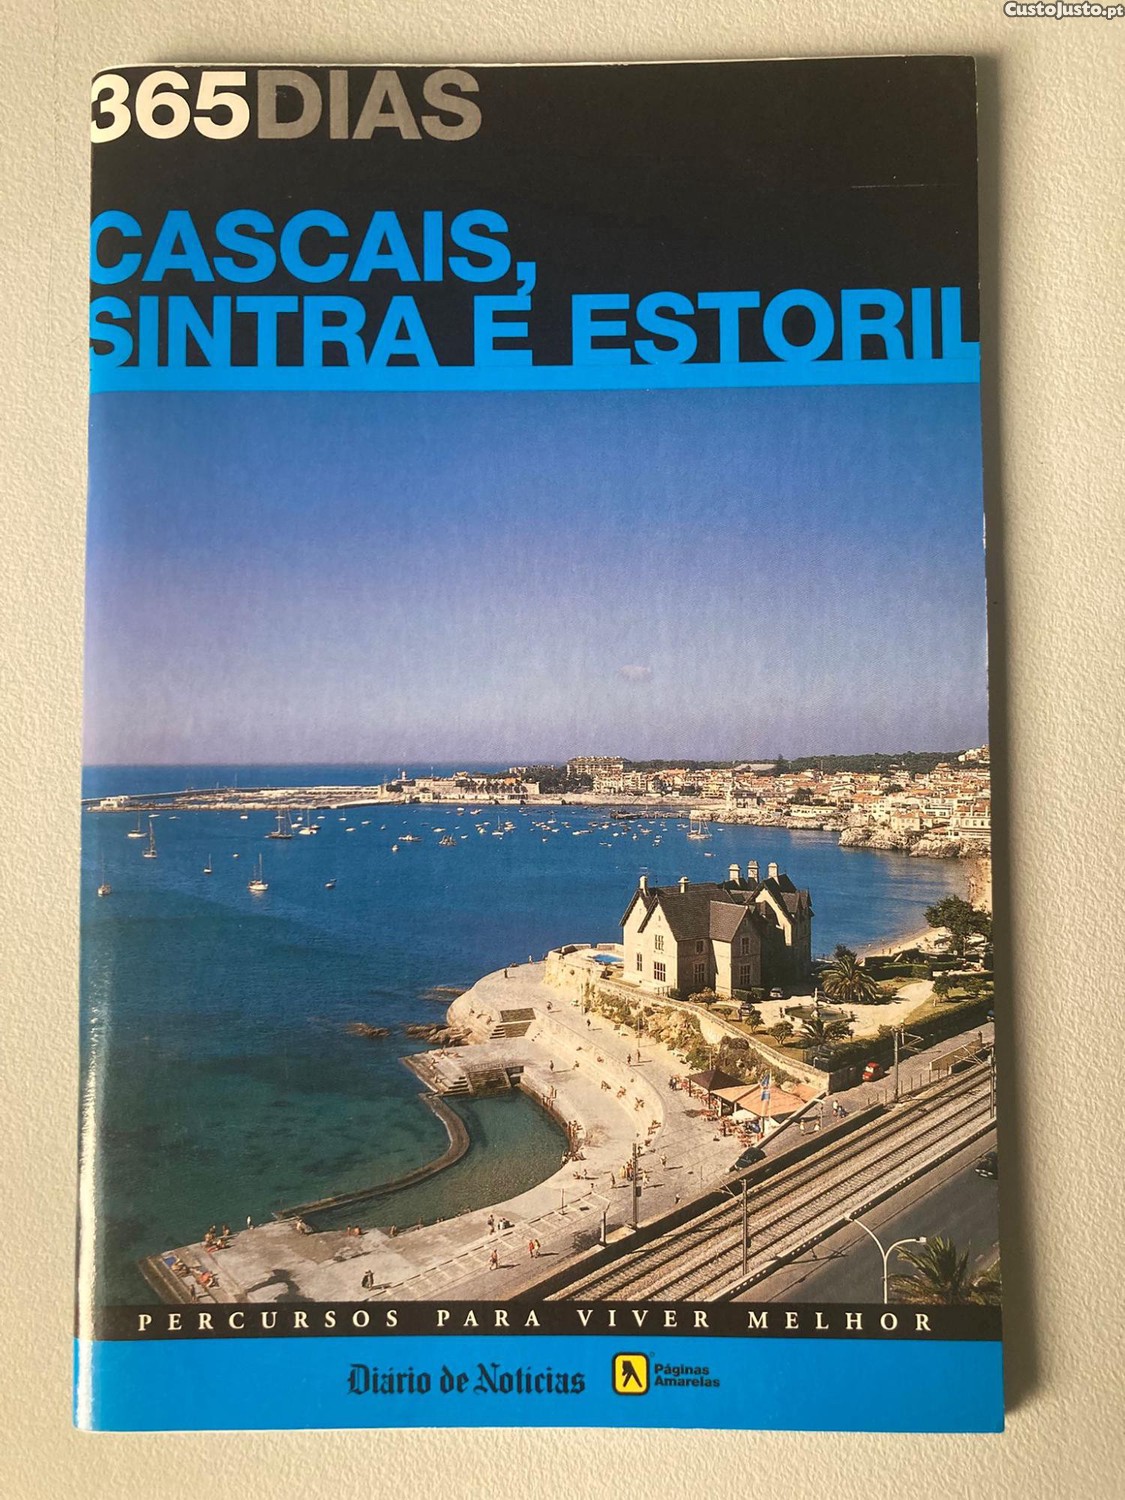 CustoJusto.pt
365DIAS
CASCAIS,
SINTRA E ESTORIL
PERCURSOS PARA VIVER MELHOR
Diário de Notícias
Páginas
Amarelas